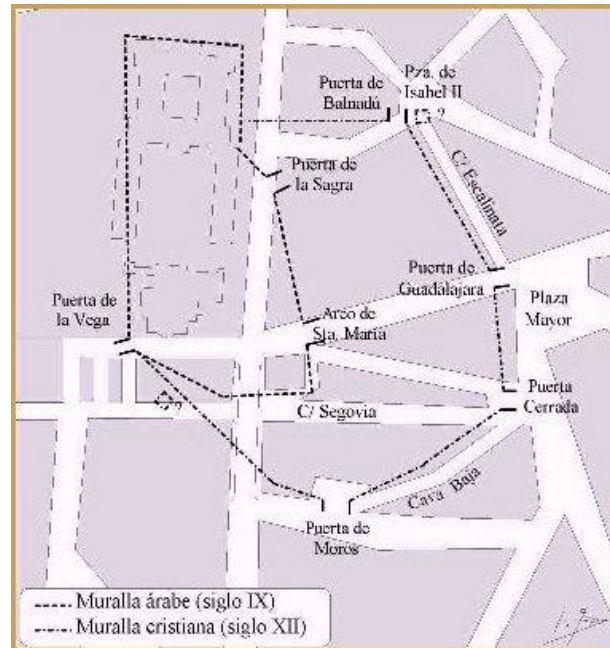 Puerta de
Balnadú
Pza. de
Isabel II
?
Puerta de
la Sagra
C/ Escalinata
Puerta de
Guadalajara
Puerta de
la Vega
Arco de
Sta. María
Plaza
Mayor
Puerta
Cerrada
?
C/ Segovia
Cava Baja
Puerta de
Moros
Muralla árabe (siglo IX)
Muralla cristiana (siglo XII)